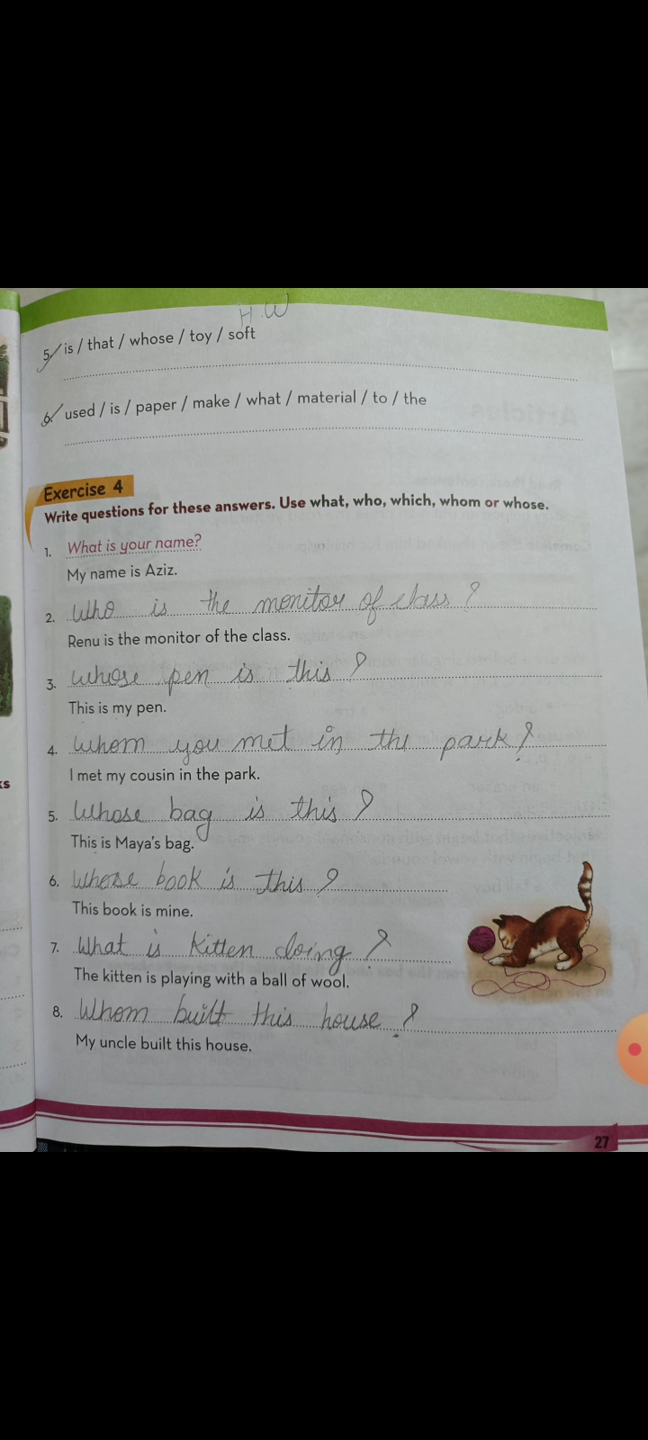 H.W
5. is / that / whose / toy / soft
6. used / is / paper / make / what / material / to / the
Exercise 4
Write questions for these answers. Use what, who, which, whom or whose.
1. What is your name?
My name is Aziz.
2. Who is the monitor of class?
Renu is the monitor of the class.
3. Whose pen is this?
This is my pen.
4. Whom you met in the park?
I met my cousin in the park.
5. Whose bag is this?
This is Maya's bag.
6. Whose book is this?
This book is mine.
7. What is kitten doing?
The kitten is playing with a ball of wool.
8. Whom built this house?
My uncle built this house.
27